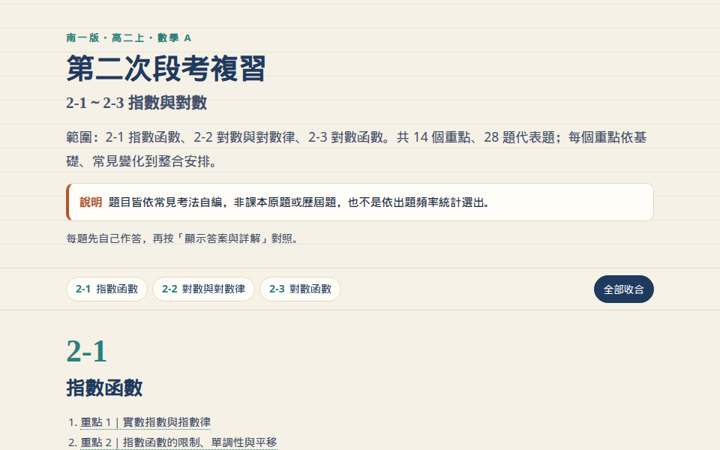 南一版・高二上・數學 A
第二次段考複習
2-1 ~ 2-3 指數與對數
範圍：2-1 指數函數、2-2 對數與對數律、2-3 對數函數。共 14 個重點、28 題代表題；每個重點依基
礎、常見變化到整合安排。
說明 題目皆依常見考法自編，非課本原題或歷屆題，也不是依出題頻率統計選出。
每題先自己作答，再按「顯示答案與詳解」對照。
2-1 指數函數 2-2 對數與對數律 2-3 對數函數 全部收合
2-1
指數函數
1. 重點 1｜實數指數與指數律
2. 重點 2｜指數函數的限制、單調性與平移